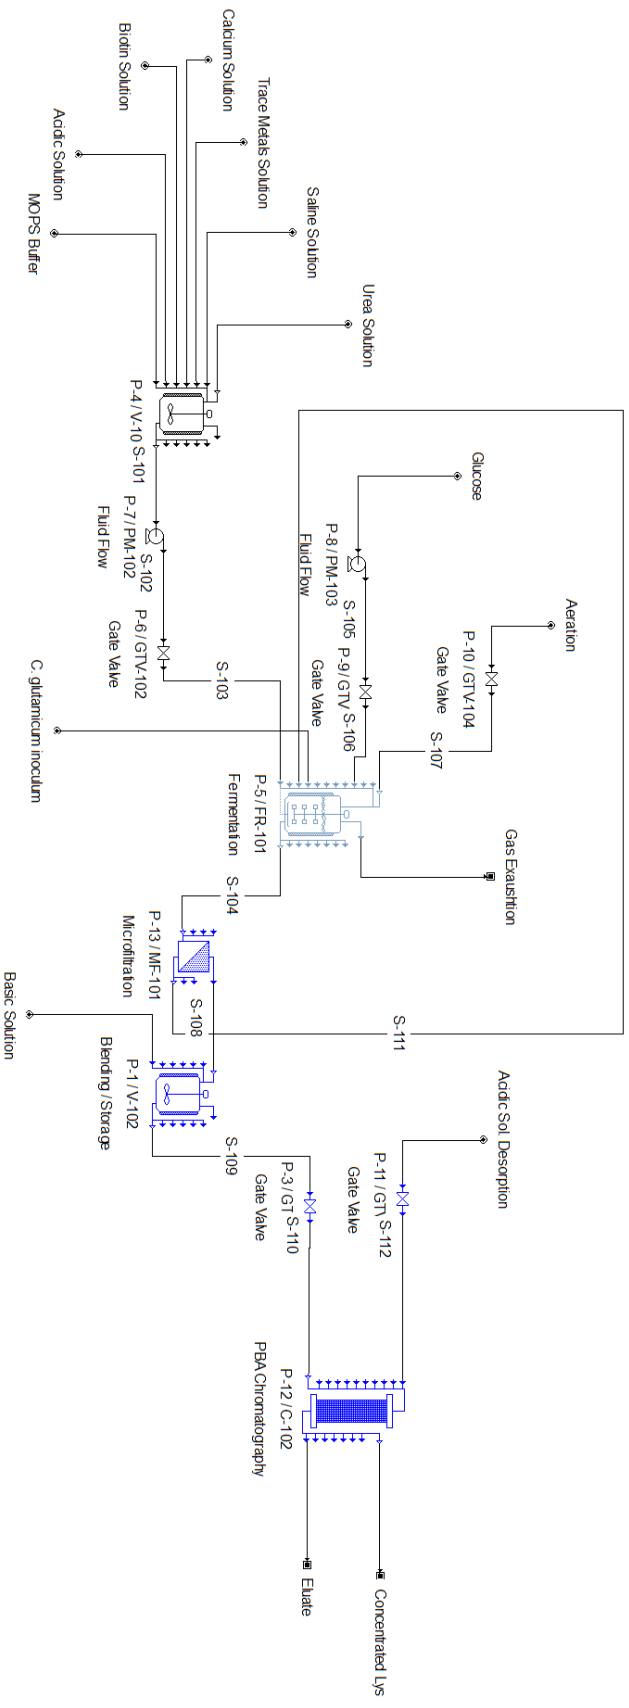 Calcium Solution
Biotin Solution
Trace Metals Solution
Acidic Solution
Saline Solution
MOPS Buffer
Urea Solution
P-4 / V-10
S-101
P-7 / PM-102
Fluid Flow
S-102
P-6 / GTV-102
Gate Valve
S-103
Glucose
P-8 / PM-103
Fluid Flow
S-105
P-9 / GTV
S-106
Gate Valve
Aeration
P-10 / GTV-104
Gate Valve
S-107
C. glutamicum inoculum
P-5 / FR-101
Fermentation
Gas Exaushtion
S-104
P-13 / MF-101
Microfiltration
S-108
S-111
Basic Solution
P-1 / V-102
Blending / Storage
S-109
P-3 / GT
S-110
Gate Valve
Acidic Sol. Desorption
P-11 / GTV
S-112
Gate Valve
P-12 / C-102
PBA Chromatography
Eluate
Concentrated Lys